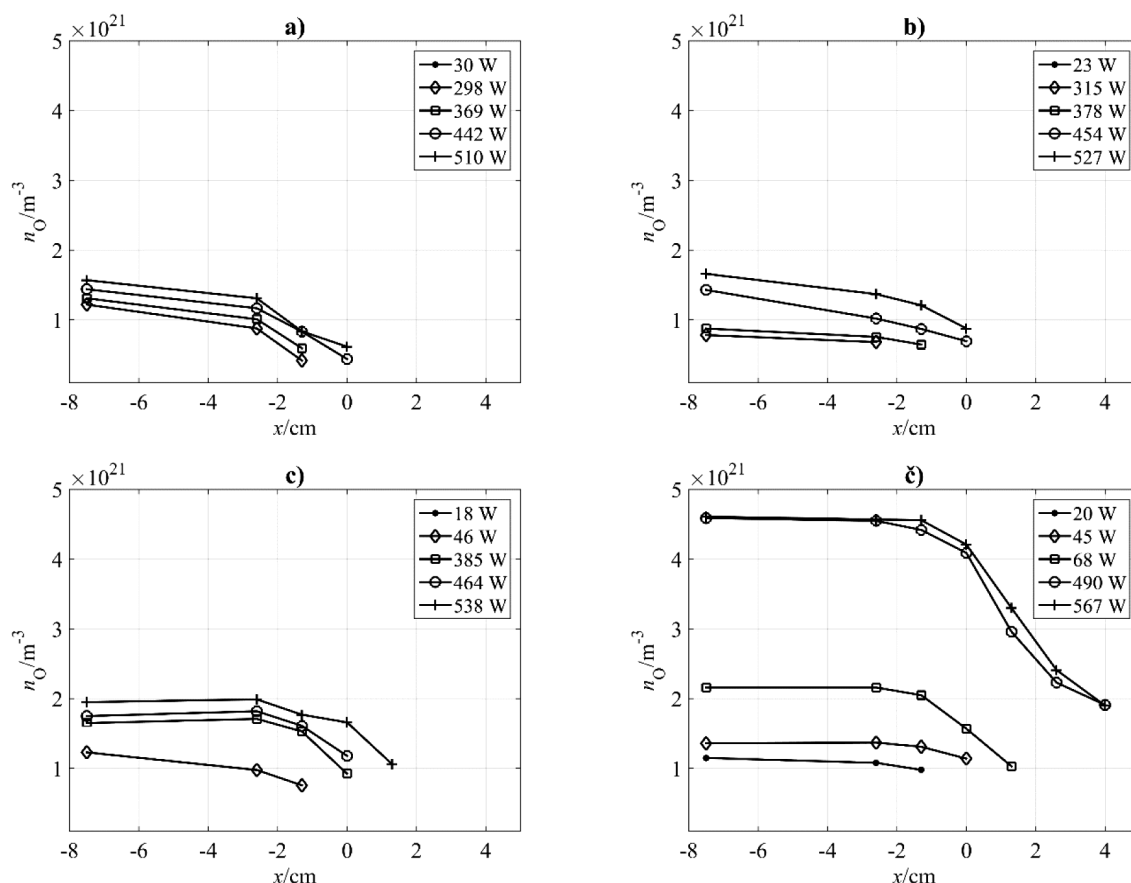 a)
×10^21
5
4
3
2
1
n_O/m^-3
-8
-6
-4
-2
0
2
4
x/cm
30 W
298 W
369 W
442 W
510 W
b)
×10^21
5
4
3
2
1
n_O/m^-3
-8
-6
-4
-2
0
2
4
x/cm
23 W
315 W
378 W
454 W
527 W
c)
×10^21
5
4
3
2
1
n_O/m^-3
-8
-6
-4
-2
0
2
4
x/cm
18 W
46 W
385 W
464 W
538 W
č)
×10^21
5
4
3
2
1
n_O/m^-3
-8
-6
-4
-2
0
2
4
x/cm
20 W
45 W
68 W
490 W
567 W